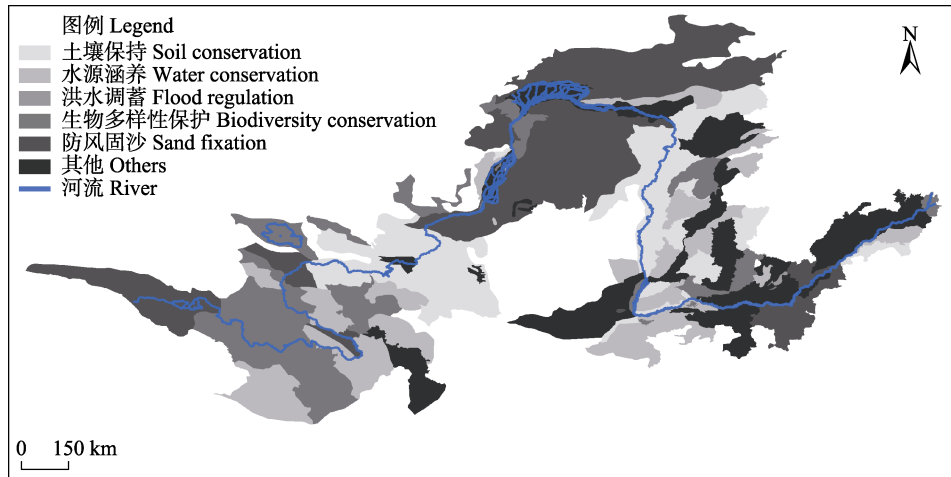 图例 Legend
土壤保持 Soil conservation
水源涵养 Water conservation
洪水调蓄 Flood regulation
生物多样性保护 Biodiversity conservation
防风固沙 Sand fixation
其他 Others
河流 River
N
0 150 km